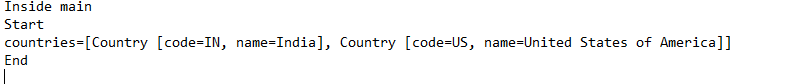 Inside main
Start
countries=[Country [code=IN, name=India], Country [code=US, name=United States of America]]
End